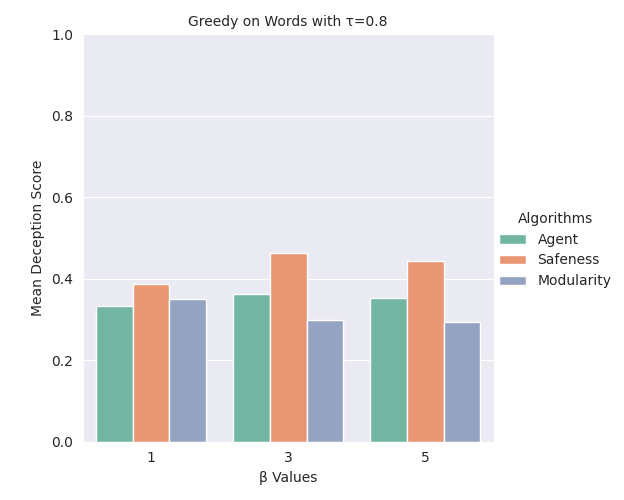 Greedy on Words with τ=0.8
Mean Deception Score
1.0
0.8
0.6
0.4
0.2
0.0
1 3 5
β Values
Algorithms
Agent
Safeness
Modularity